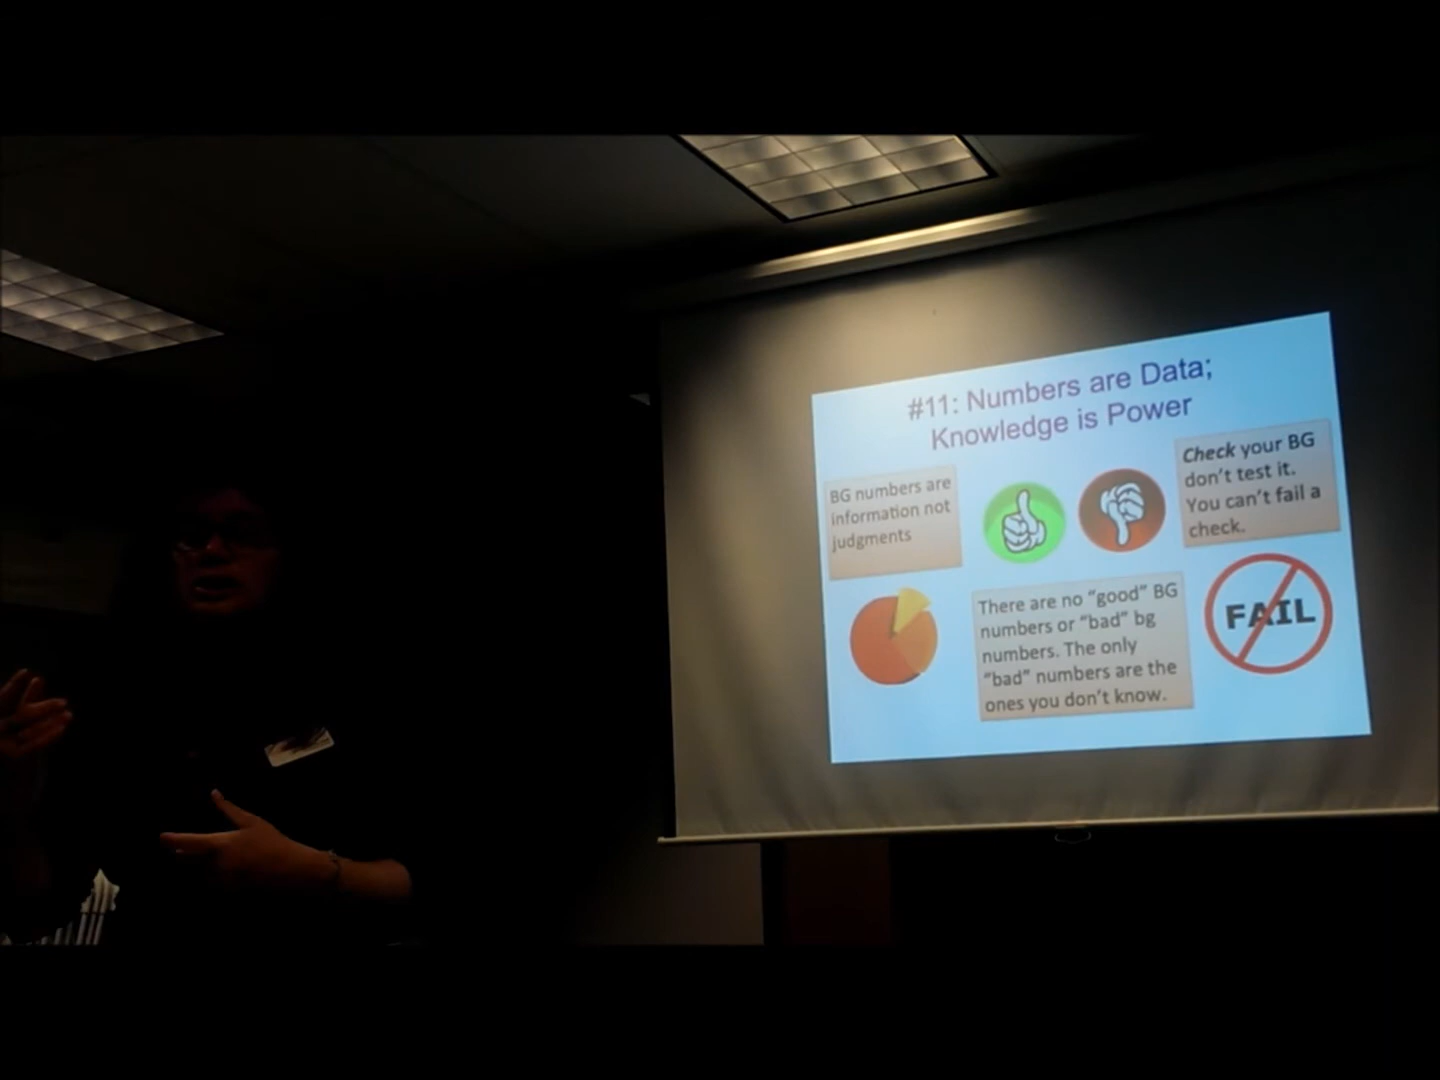 #11: Numbers are Data;
Knowledge is Power
BG numbers are
information not
judgments
Check your BG
don't test it.
You can't fail a
check.
There are no "good" BG
numbers or "bad" bg
numbers. The only
"bad" numbers are the
ones you don't know.
FAIL